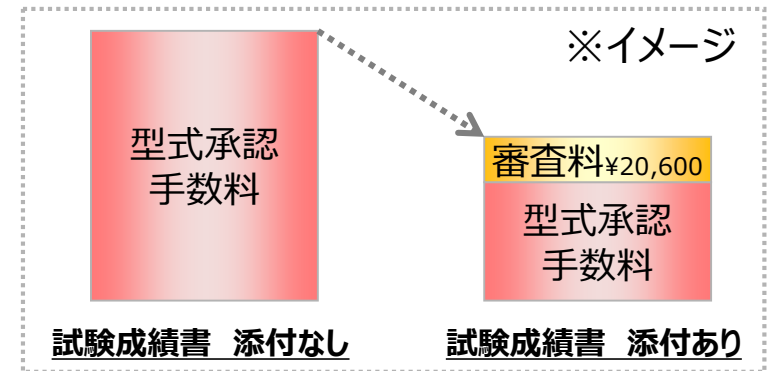 ※イメージ
型式承認
手数料
審査料¥20,600
型式承認
手数料
試験成績書　添付なし
試験成績書　添付あり